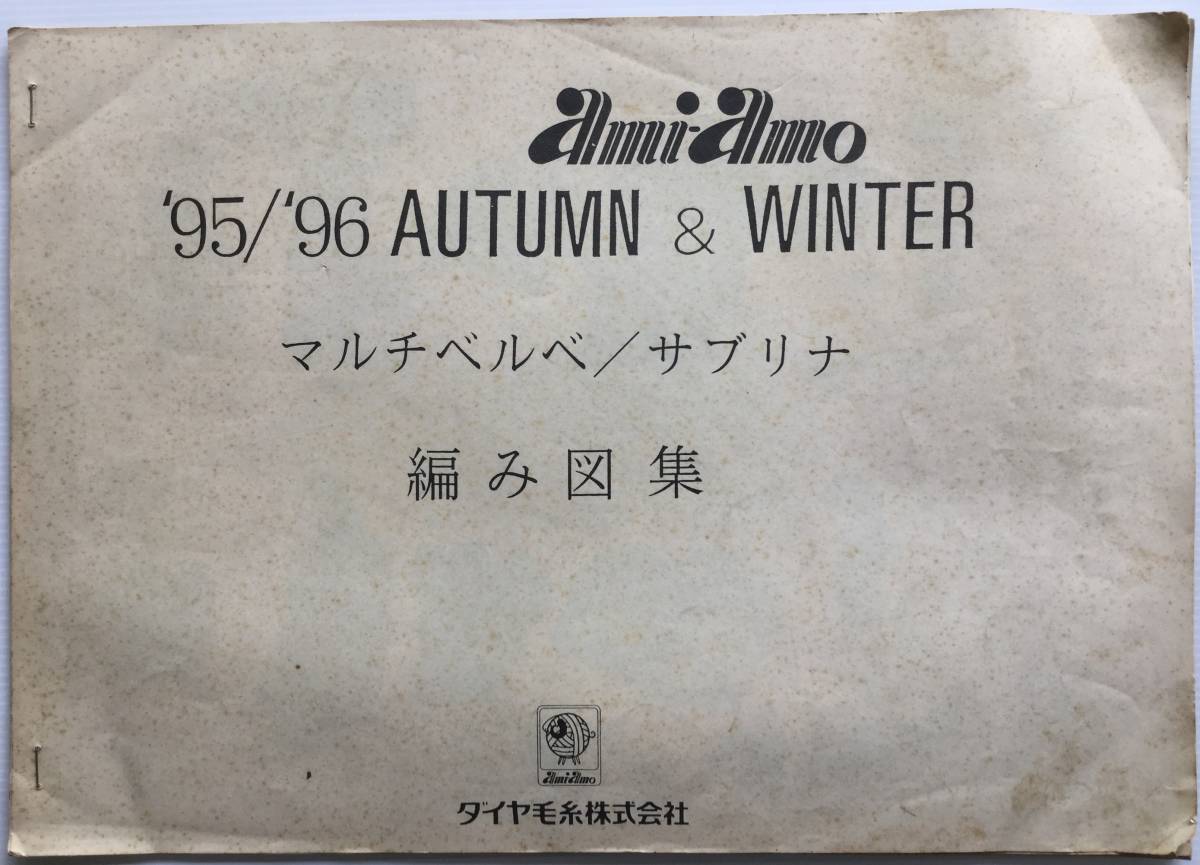 ami-amo
'95/'96 AUTUMN & WINTER
マルチベルベ／サブリナ
編み図集
ami amo
ダイヤ毛糸株式会社